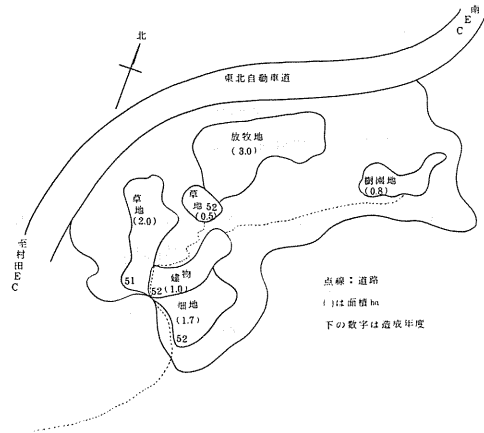 南
E
C
北
東北自動車道
放牧地
(3.0)
樹園地
(0.8)
草
地 52
(0.5)
草
地
(2.0)
建物
(1.0)
51
52
畑地
(1.7)
52
至
村
田
E
C
点線：道路
( )は面積 ha
下の数字は造成年度